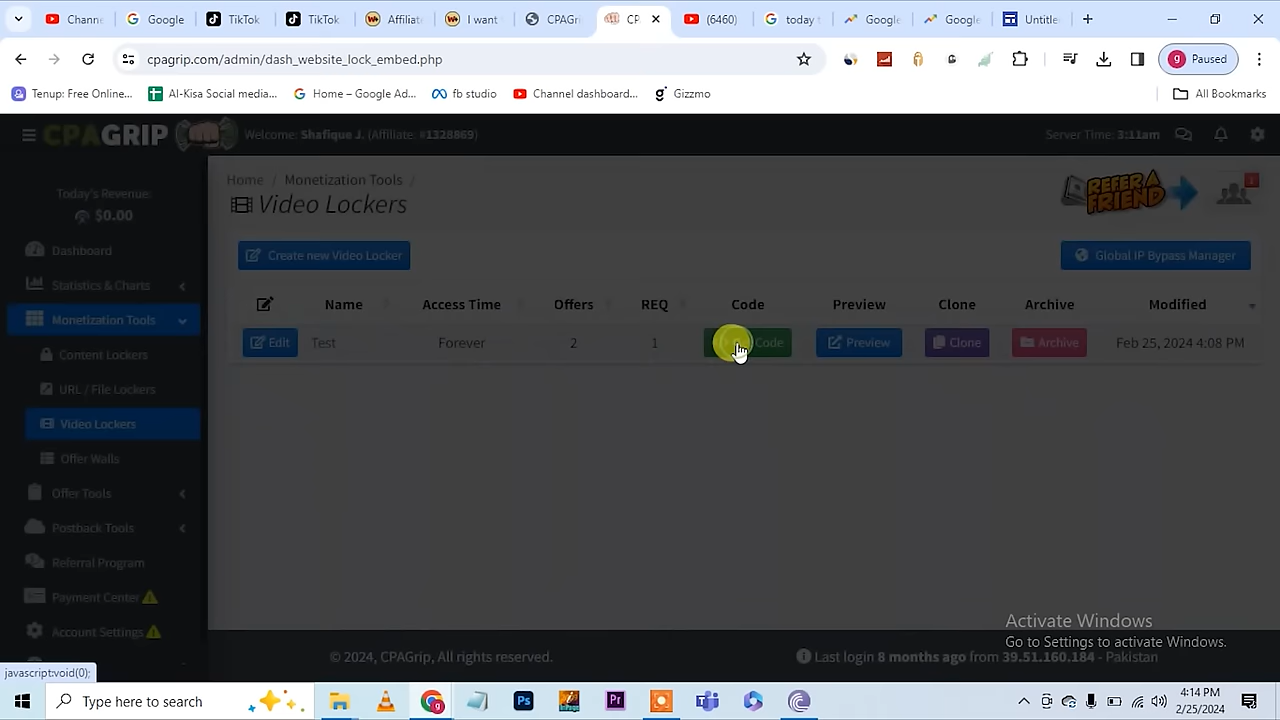 Channe
Google
TikTok
TikTok
Affiliat
I want
CPAGri
CP
(6460)
today t
Google
Google
Untitle
cpagrip.com/admin/dash_website_lock_embed.php
g
Paused
Tenup: Free Online...
Al-Kisa Social media...
Home – Google Ad...
fb studio
Channel dashboard...
Gizzmo
All Bookmarks
CPAGRIP
Welcome: Shafique J. (Affiliate: #1328869)
Server Time: 3:11am
Today's Revenue:
$0.00
Dashboard
Statistics & Charts
Monetization Tools
Content Lockers
URL / File Lockers
Video Lockers
Offer Walls
Offer Tools
Postback Tools
Referral Program
Payment Center
Account Settings
Home / Monetization Tools /
Video Lockers
REFER A
FRIEND
Create new Video Locker
Global IP Bypass Manager
Name Access Time Offers REQ Code Preview Clone Archive Modified
Edit Test Forever 2 1 Code Preview Clone Archive Feb 25, 2024 4:08 PM
Activate Windows
Go to Settings to activate Windows.
© 2024, CPAGrip, All rights reserved.
Last login 8 months ago from 39.51.160.184 - Pakistan
javascript:void(0);
Type here to search
Ps
Pr
4:14 PM
2/25/2024